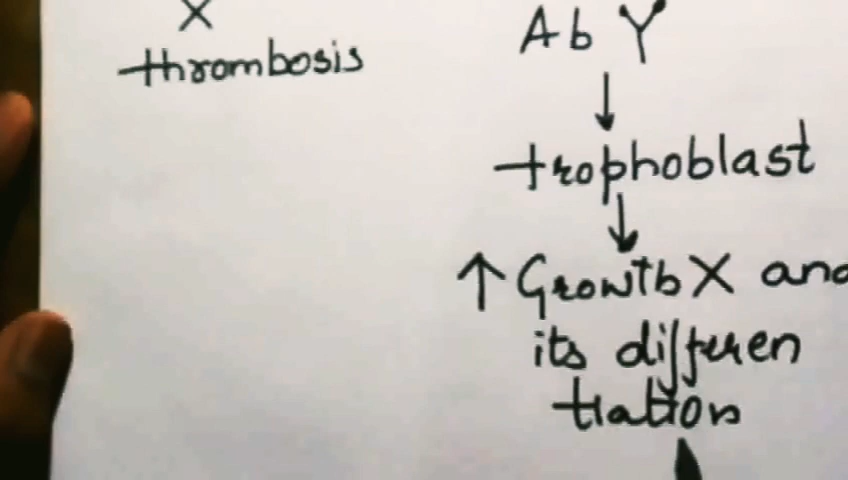 X
thrombosis
Ab Y
↓
trophoblast
↓
↑ Growth X and
its differen
tiation